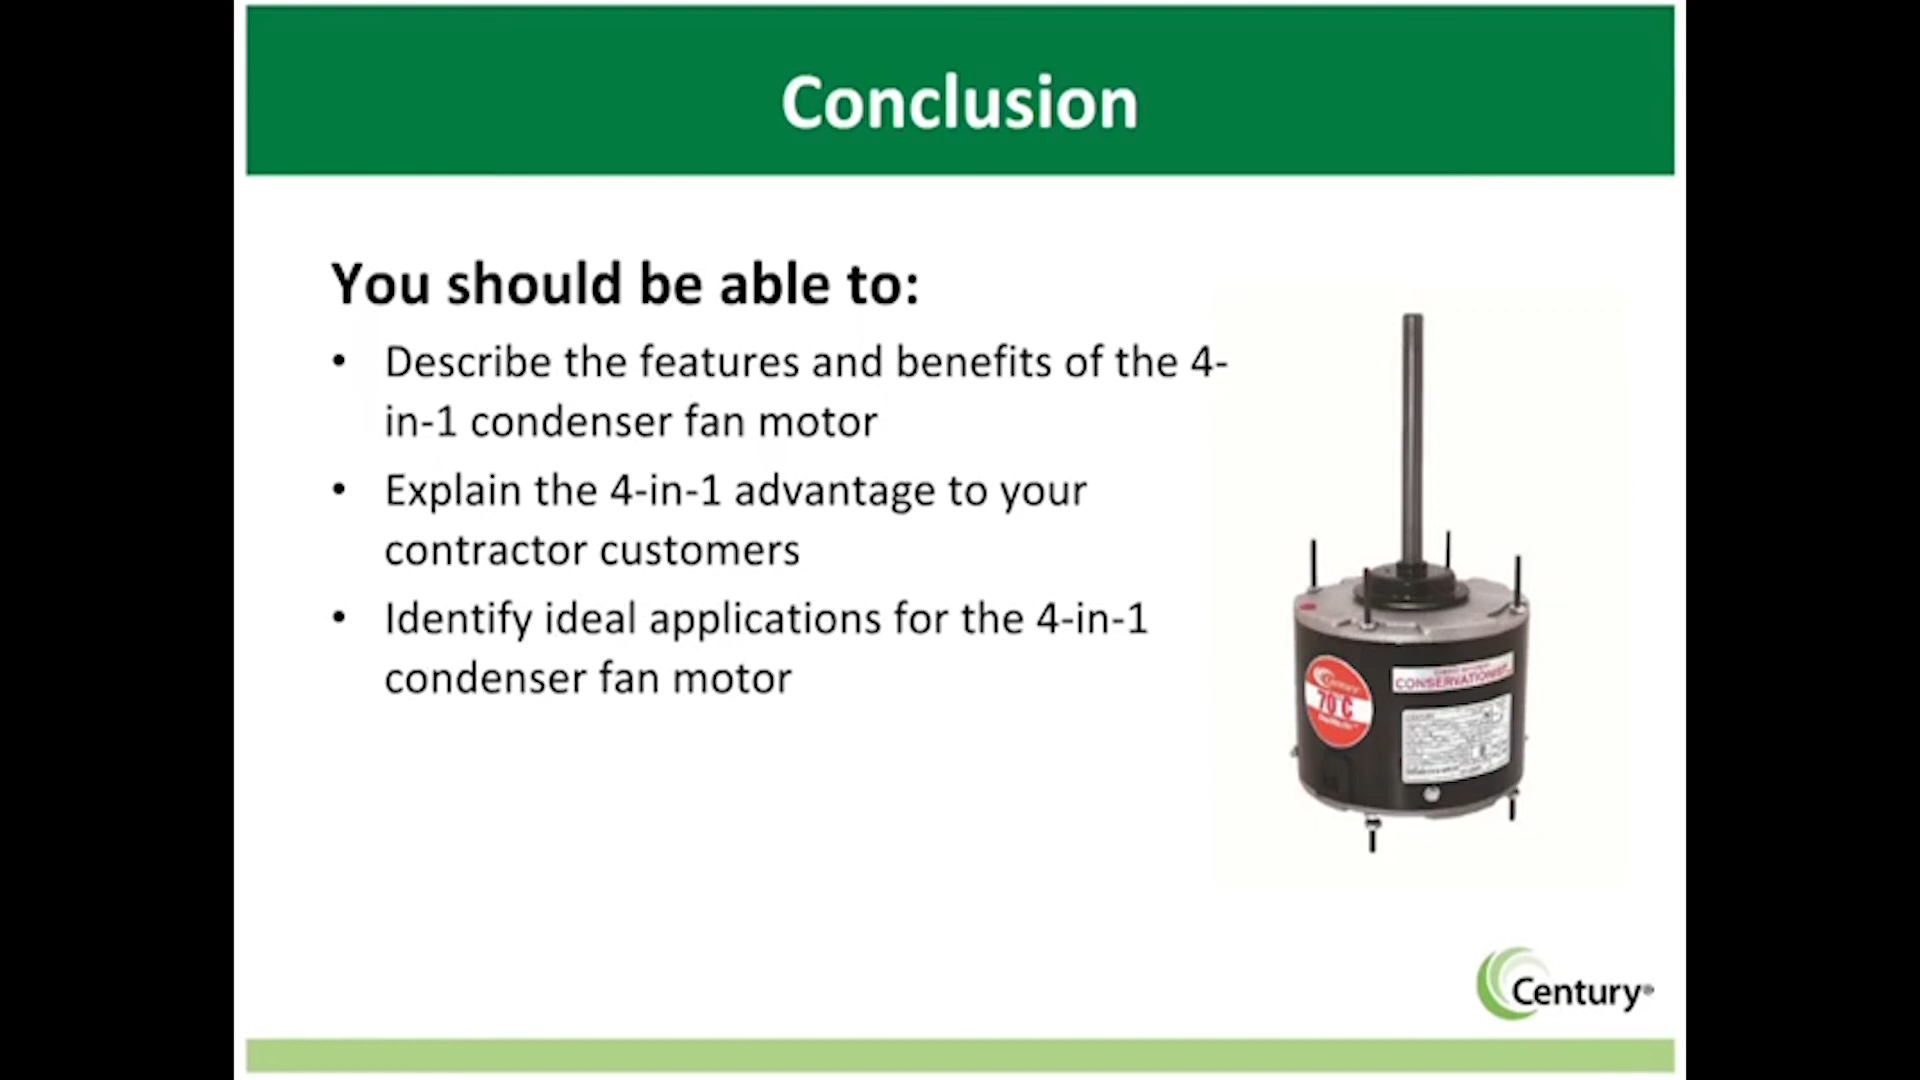 Conclusion
You should be able to:
• Describe the features and benefits of the 4-
in-1 condenser fan motor
• Explain the 4-in-1 advantage to your
contractor customers
• Identify ideal applications for the 4-in-1
condenser fan motor
Century
70°C
CONSERVATIONIST
Century®